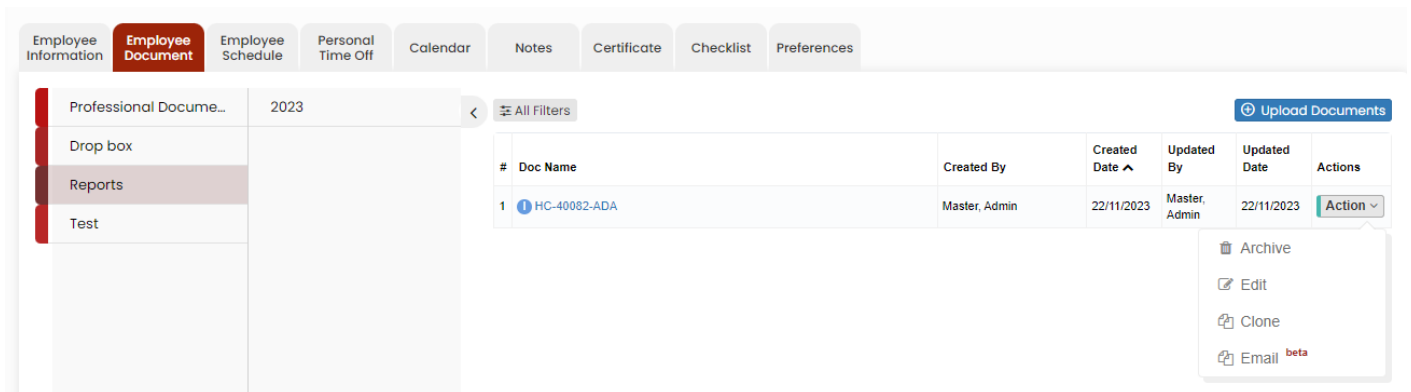 Employee Information
Employee Document
Employee Schedule
Personal Time Off
Calendar
Notes
Certificate
Checklist
Preferences
Professional Docume...
2023
All Filters
Upload Documents
Drop box
Reports
Test
# Doc Name Created By Created Date Updated By Updated Date Actions
1 HC-40082-ADA Master, Admin 22/11/2023 Master, Admin 22/11/2023 Action
Archive
Edit
Clone
Email beta